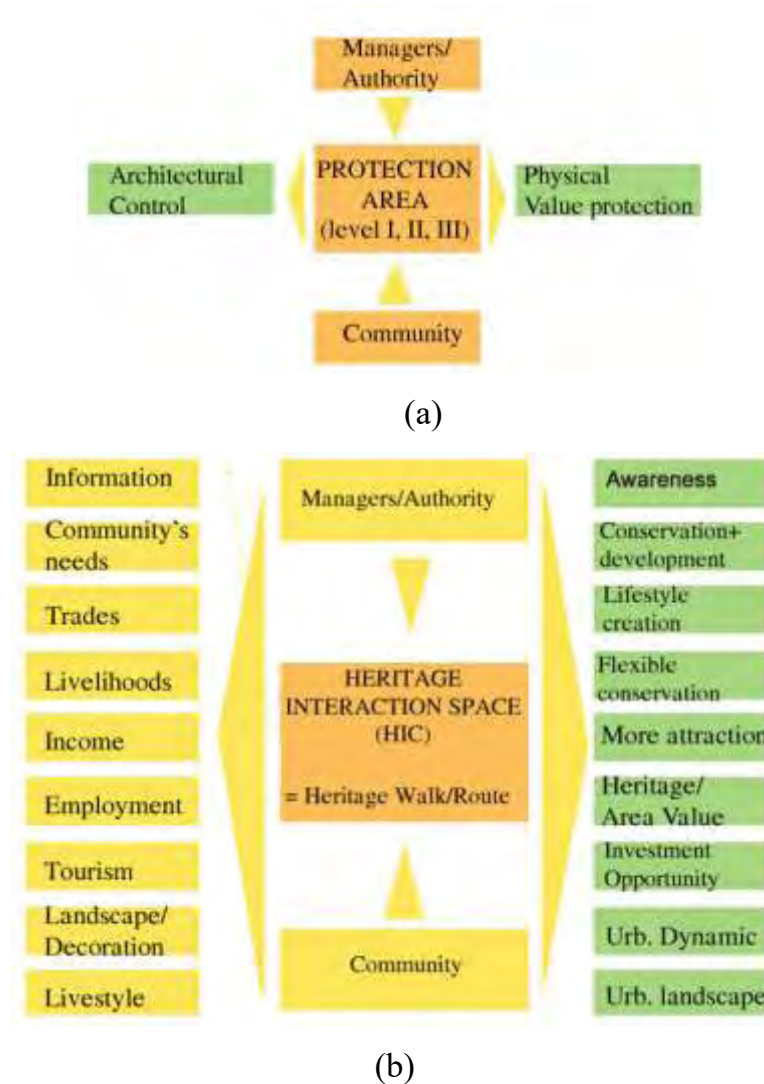 Managers/
Authority
Architectural
Control
PROTECTION
AREA
(level I, II, III)
Physical
Value protection
Community
(a)
Information
Community's
needs
Trades
Livelihoods
Income
Employment
Tourism
Landscape/
Decoration
Livestyle
Managers/Authority
HERITAGE
INTERACTION SPACE
(HIC)
= Heritage Walk/Route
Community
Awareness
Conservation+
development
Lifestyle
creation
Flexible
conservation
More attraction
Heritage/
Area Value
Investment
Opportunity
Urb. Dynamic
Urb. landscape
(b)